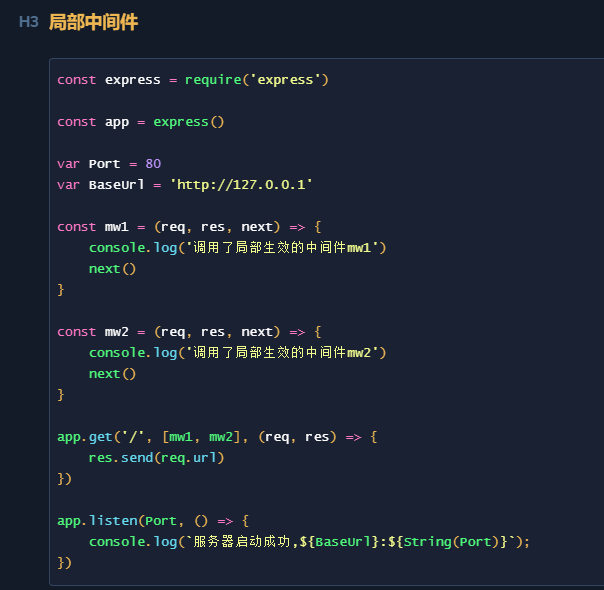 H3 局部中间件
const express = require('express')
const app = express()
var Port = 80
var BaseUrl = 'http://127.0.0.1'
const mw1 = (req, res, next) => {
    console.log('调用了局部生效的中间件mw1')
    next()
}
const mw2 = (req, res, next) => {
    console.log('调用了局部生效的中间件mw2')
    next()
}
app.get('/', [mw1, mw2], (req, res) => {
    res.send(req.url)
})
app.listen(Port, () => {
    console.log(`服务器启动成功,${BaseUrl}:${String(Port)}`);
})